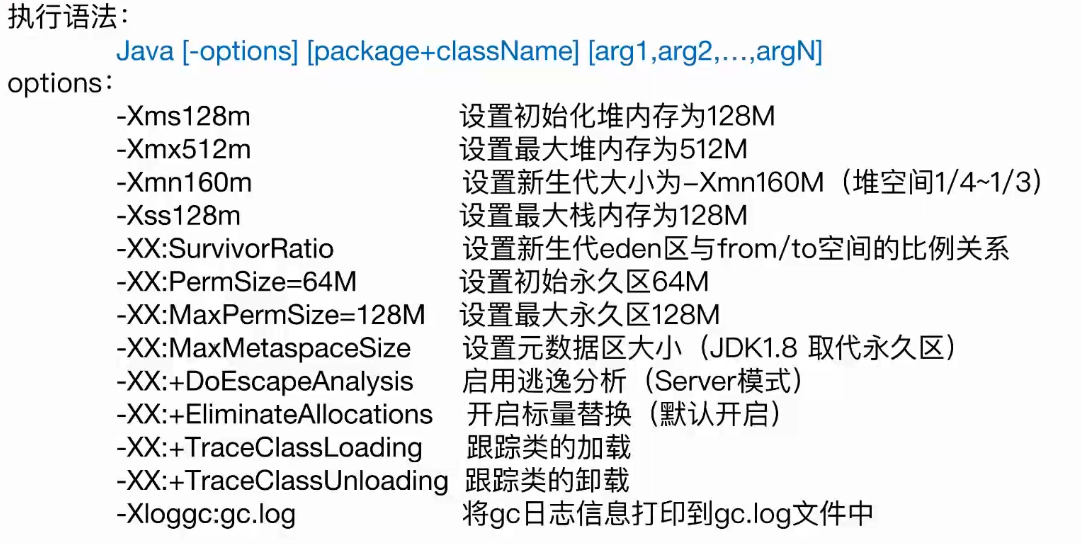 执行语法：
Java [-options] [package+className] [arg1,arg2,…,argN]
options：
-Xms128m 设置初始化堆内存为128M
-Xmx512m 设置最大堆内存为512M
-Xmn160m 设置新生代大小为-Xmn160M（堆空间1/4~1/3）
-Xss128m 设置最大栈内存为128M
-XX:SurvivorRatio 设置新生代eden区与from/to空间的比例关系
-XX:PermSize=64M 设置初始永久区64M
-XX:MaxPermSize=128M 设置最大永久区128M
-XX:MaxMetaspaceSize 设置元数据区大小（JDK1.8 取代永久区）
-XX:+DoEscapeAnalysis 启用逃逸分析（Server模式）
-XX:+EliminateAllocations 开启标量替换（默认开启）
-XX:+TraceClassLoading 跟踪类的加载
-XX:+TraceClassUnloading 跟踪类的卸载
-Xloggc:gc.log 将gc日志信息打印到gc.log文件中